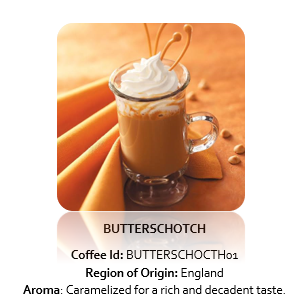 BUTTERSCHOTCH
Coffee Id: BUTTERSCHOCTH01
Region of Origin: England
Aroma: Caramelized for a rich and decadent taste.